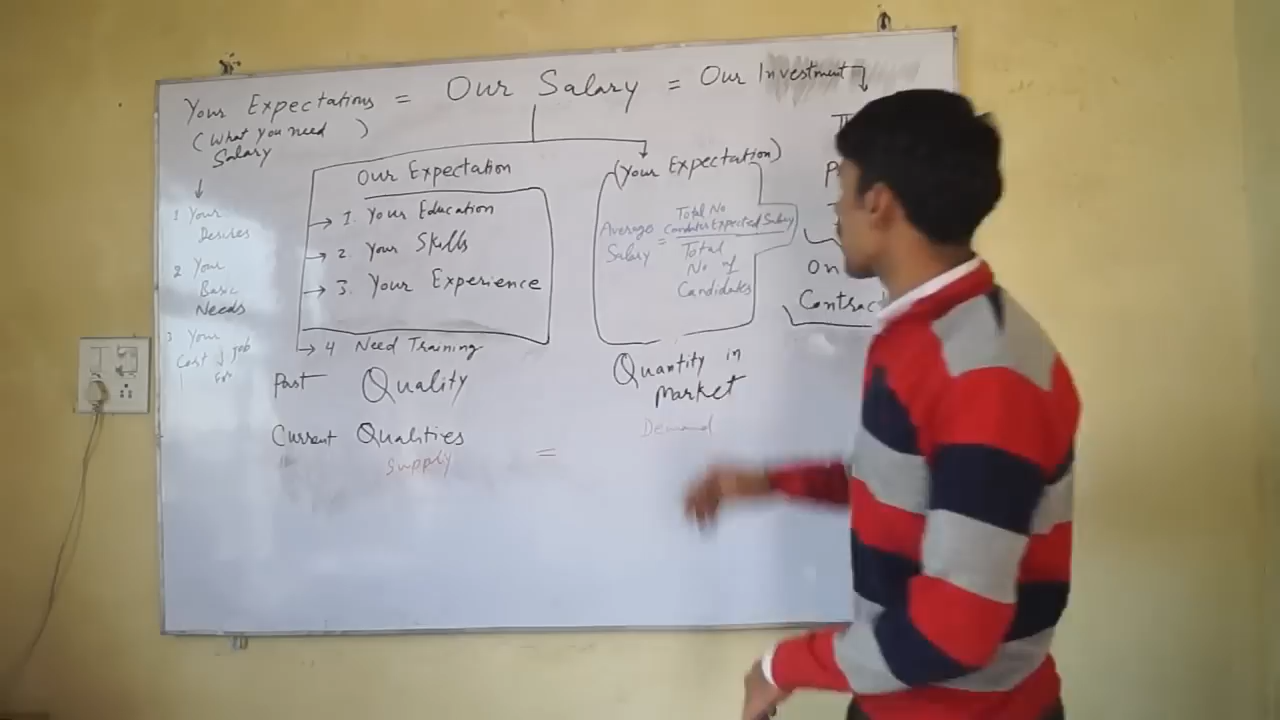 Your Expectations = Our Salary = Our Investment
(What you need
Salary)
1 Your
Desires
2 Your
Basic
Needs
3 Your
Cost
Job
Our Expectation
1. Your Education
2. Your Skills
3. Your Experience
4 Need Training
Past Quality
Current Qualities
Supply
=
(Your Expectation)
Average
Salary
=
Total No
Candidates Expected Salary
Total
No of
Candidates
Quantity in
market
Demand
On